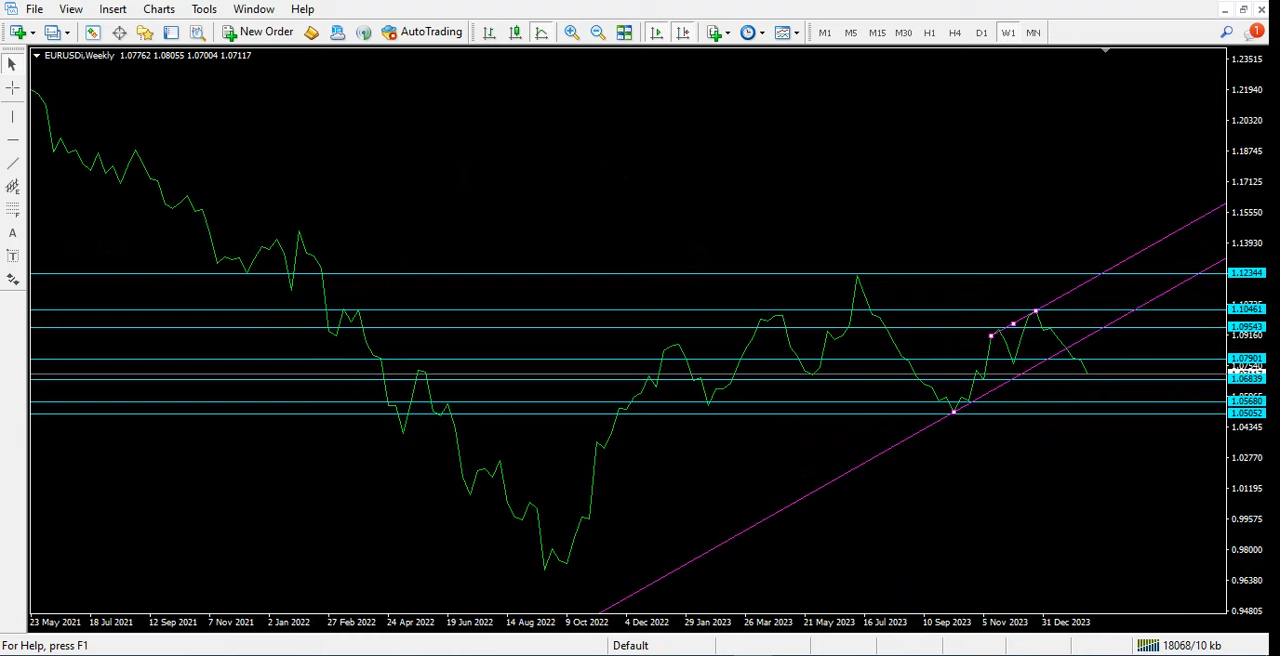 File View Insert Charts Tools Window Help
New Order AutoTrading M1 M5 M15 M30 H1 H4 D1 W1 MN 1
EURUSDi,Weekly 1.07762 1.08055 1.07004 1.07117
1.23515
1.21940
1.20320
1.18745
1.17125
1.15550
1.13930
1.12344
1.10461
1.09543
1.09160
1.07901
1.06839
1.05680
1.05052
1.04345
1.02770
1.01195
0.99575
0.98000
0.96380
0.94805
E
F
A
T
23 May 2021 18 Jul 2021 12 Sep 2021 7 Nov 2021 2 Jan 2022 27 Feb 2022 24 Apr 2022 19 Jun 2022 14 Aug 2022 9 Oct 2022 4 Dec 2022 29 Jan 2023 26 Mar 2023 21 May 2023 16 Jul 2023 10 Sep 2023 5 Nov 2023 31 Dec 2023
For Help, press F1 Default 18068/10 kb